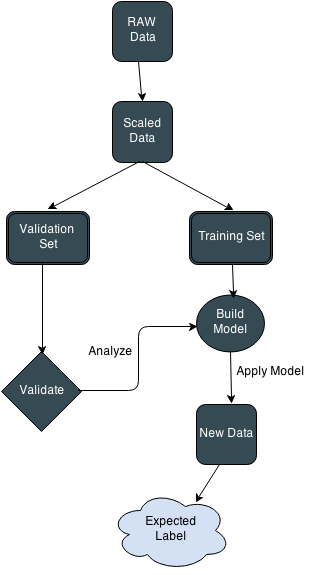 RAW
Data
Scaled
Data
Validation
Set
Training Set
Build
Model
Analyze
Validate
Apply Model
New Data
Expected
Label